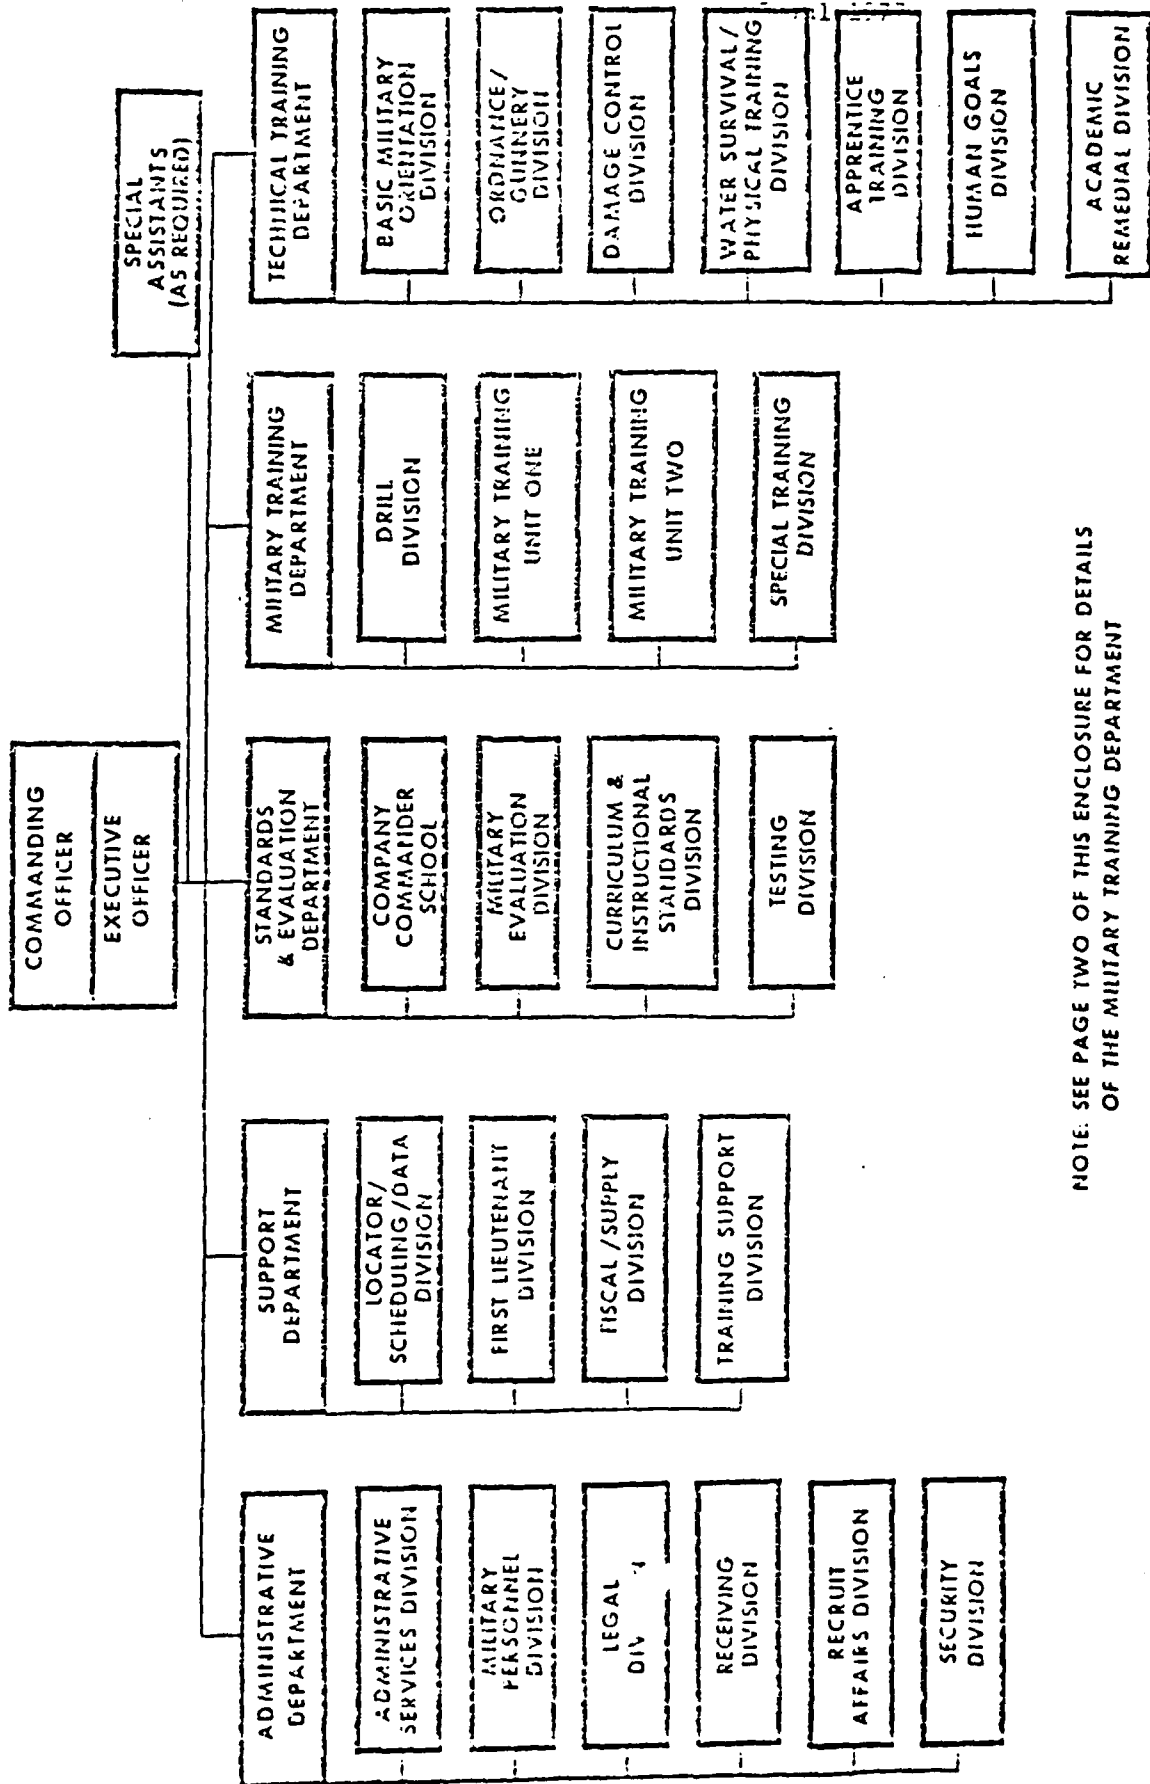 COMMANDING
OFFICER
EXECUTIVE
OFFICER
SPECIAL
ASSISTANTS
(AS REQUIRED)
ADMINISTRATIVE
DEPARTMENT
ADMINISTRATIVE
SERVICES DIVISION
MILITARY
PERSONNEL
DIVISION
LEGAL
RECEIVING
DIVISION
RECRUIT
AFFAIRS DIVISION
SECURITY
DIVISION
SUPPORT
DEPARTMENT
LOCATOR/
SCHEDULING/DATA
DIVISION
FIRST LIEUTENANT
DIVISION
FISCAL/SUPPLY
DIVISION
TRAINING SUPPORT
DIVISION
STANDARDS
& EVALUATION
DEPARTMENT
COMPANY
COMMANDER
SCHOOL
MILITARY
EVALUATION
DIVISION
CURRICULUM &
INSTRUCTIONAL
STANDARDS
DIVISION
TESTING
DIVISION
MILITARY TRAINING
DEPARTMENT
DRILL
DIVISION
MILITARY TRAINING
UNIT ONE
MILITARY TRAINING
UNIT TWO
SPECIAL TRAINING
DIVISION
TECHNICAL TRAINING
DEPARTMENT
BASIC MILITARY
ORIENTATION
DIVISION
ORDNANCE/
GUNNERY
DIVISION
DAMAGE CONTROL
DIVISION
WATER SURVIVAL/
PHYSICAL TRAINING
DIVISION
APPRENTICE
TRAINING
DIVISION
HUMAN GOALS
DIVISION
ACADEMIC
REMEDIAL DIVISION
NOTE: SEE PAGE TWO OF THIS ENCLOSURE FOR DETAILS
OF THE MILITARY TRAINING DEPARTMENT